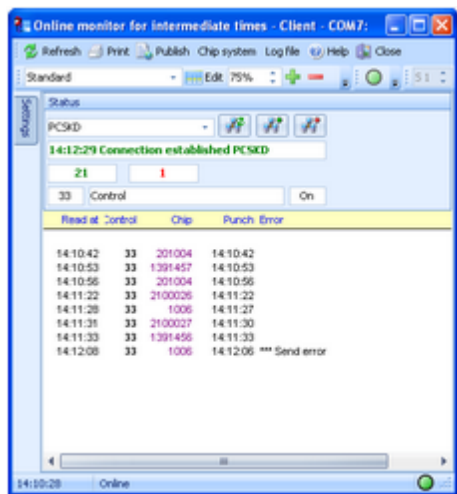 Online monitor for intermediate times - Client - COM7:
Refresh Print Publish Chip system Log file Help Close
Standard Edit 75% S1
Settings
Status
PCSKD
14:12:29 Connection established PCSKD
21 1
33 Control On
Read at Control Chip Punch Error
14:10:42 33 201004 14:10:42
14:10:53 33 1391457 14:10:53
14:10:56 33 201004 14:10:56
14:11:22 33 2100026 14:11:22
14:11:28 33 1006 14:11:27
14:11:31 33 2100027 14:11:30
14:11:33 33 1391456 14:11:33
14:12:08 33 1006 14:12:06 *** Send error
14:10:28 Online